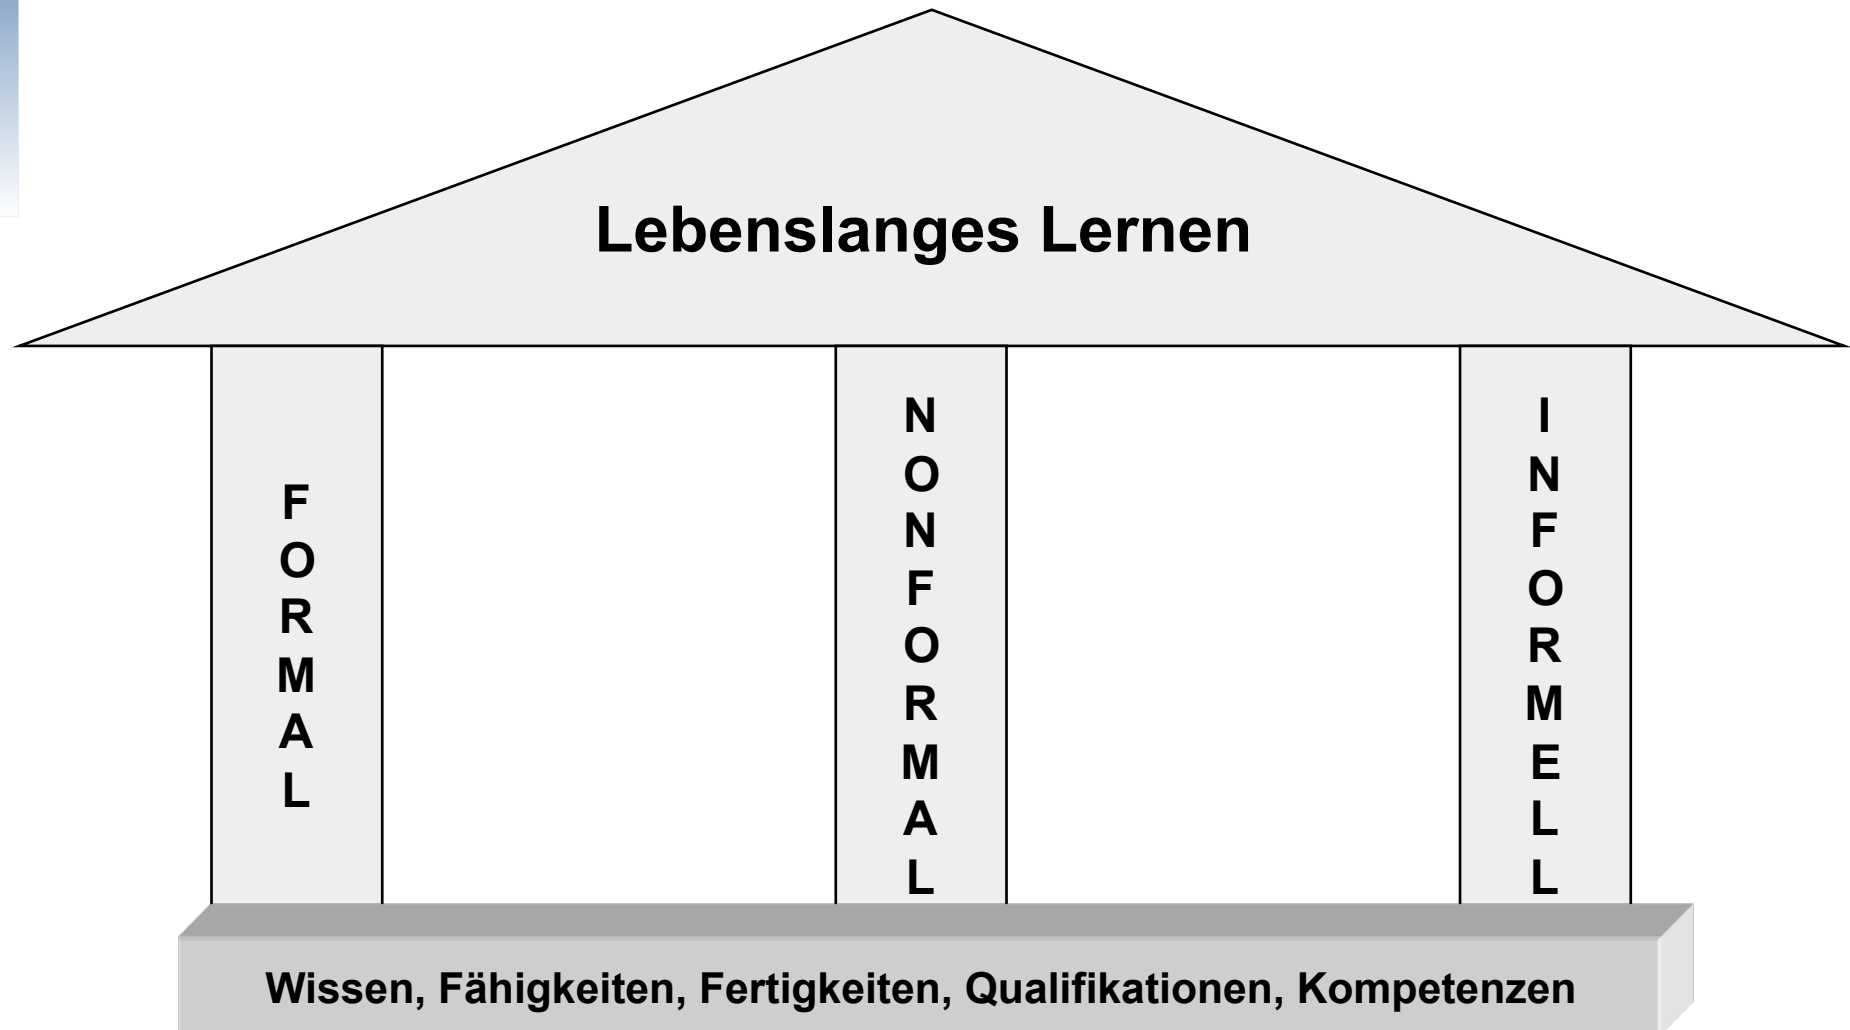 Lebenslanges Lernen
FORMAL
NONFORMAL
INFORMELL
Wissen, Fähigkeiten, Fertigkeiten, Qualifikationen, Kompetenzen